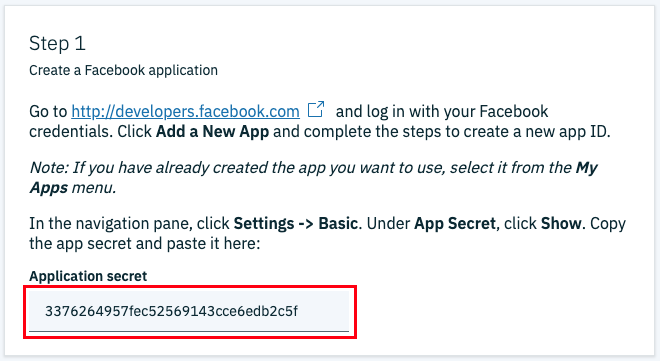 Step 1
Create a Facebook application
Go to http://developers.facebook.com and log in with your Facebook
credentials. Click Add a New App and complete the steps to create a new app ID.
Note: If you have already created the app you want to use, select it from the My
Apps menu.
In the navigation pane, click Settings -> Basic. Under App Secret, click Show. Copy
the app secret and paste it here:
Application secret
3376264957fec52569143cce6edb2c5f